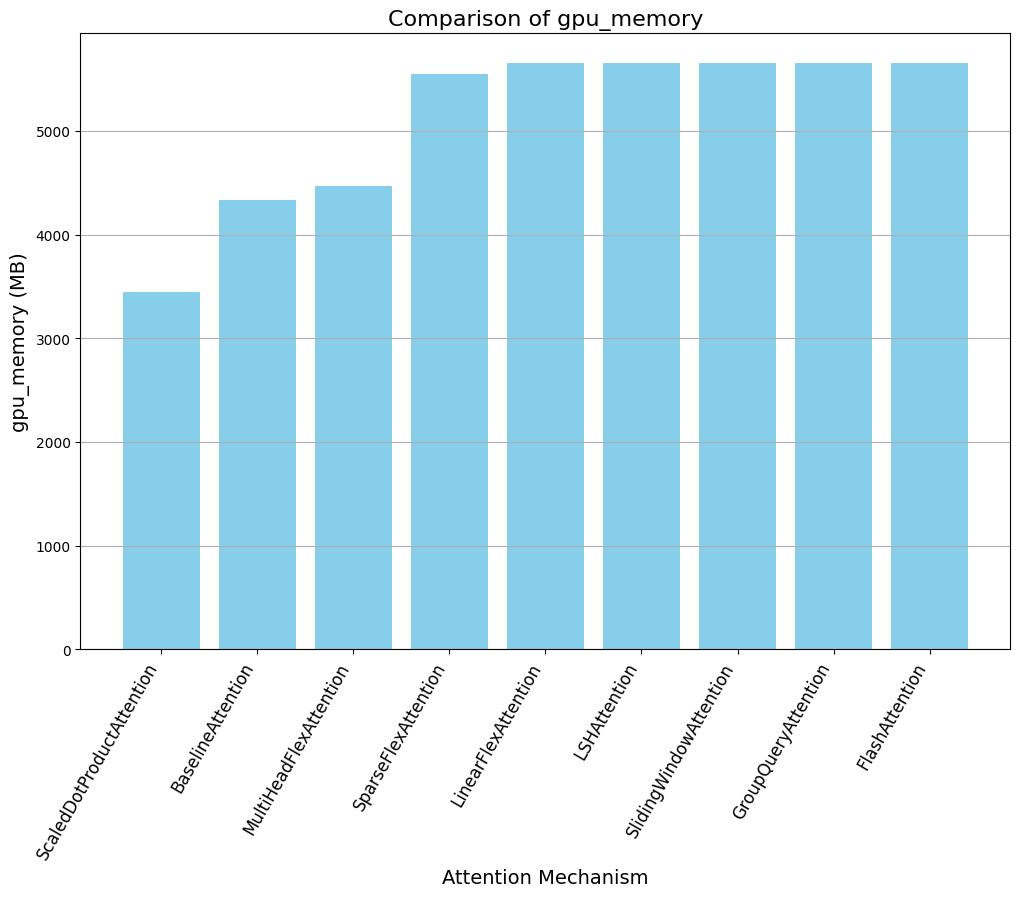 Comparison of gpu_memory
gpu_memory (MB)
5000
4000
3000
2000
1000
0
ScaledDotProductAttention
BaselineAttention
MultiHeadFlexAttention
SparseFlexAttention
LinearFlexAttention
LSHAttention
SlidingWindowAttention
GroupQueryAttention
FlashAttention
Attention Mechanism